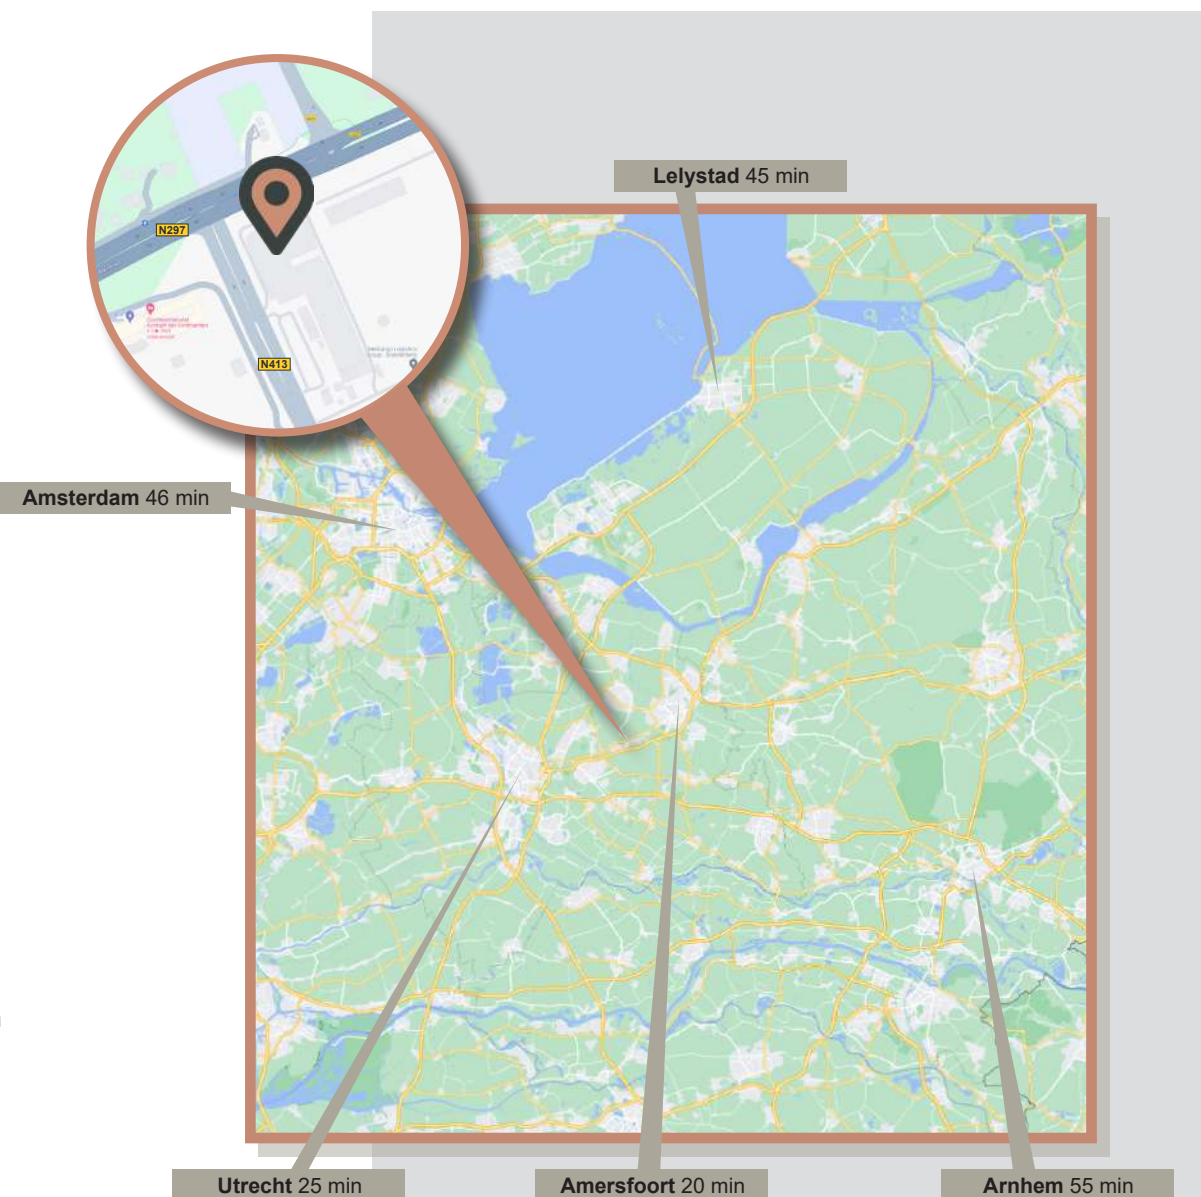 Lelystad 45 min
N297
N413
Amsterdam 46 min
Utrecht 25 min
Amersfoort 20 min
Arnhem 55 min